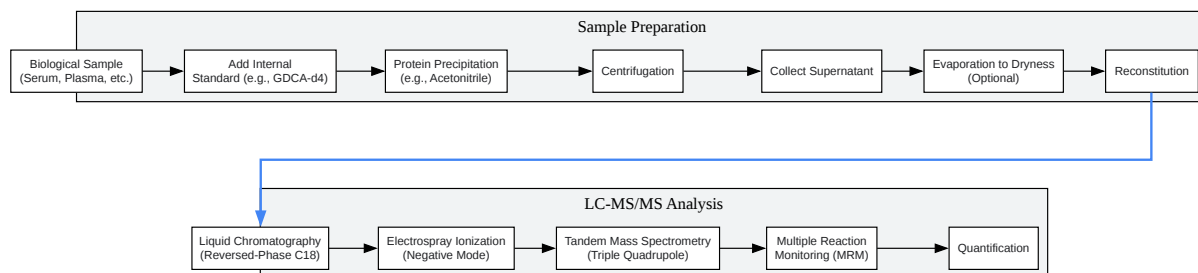 Sample Preparation
Biological Sample
(Serum, Plasma, etc.)
Add Internal
Standard (e.g., GDCA-d4)
Protein Precipitation
(e.g., Acetonitrile)
Centrifugation
Collect Supernatant
Evaporation to Dryness
(Optional)
Reconstitution
LC-MS/MS Analysis
Liquid Chromatography
(Reversed-Phase C18)
Electrospray Ionization
(Negative Mode)
Tandem Mass Spectrometry
(Triple Quadrupole)
Multiple Reaction
Monitoring (MRM)
Quantification